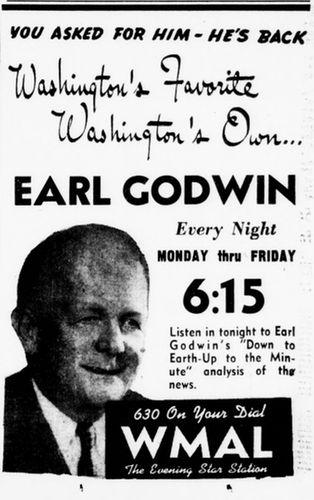 YOU ASKED FOR HIM - HE'S BACK
Washington's Favorite
Washington's Own...
EARL GODWIN
Every Night
MONDAY thru FRIDAY
6:15
Listen in tonight to Earl
Godwin's "Down to
Earth-Up to the Min-
ute" analysis of the
news.
630 On Your Dial
WMAL
The Evening Star Station